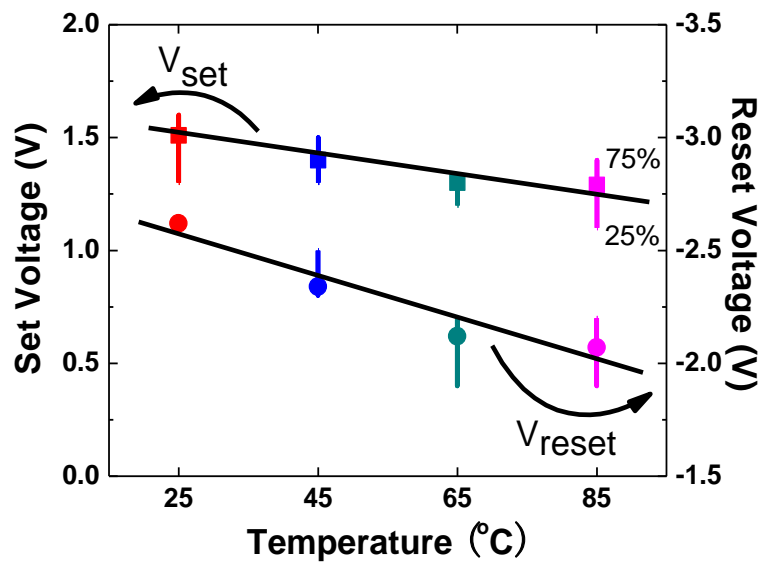 2.0
1.5
1.0
0.5
0.0
Set Voltage (V)
-3.5
-3.0
-2.5
-2.0
-1.5
Reset Voltage (V)
Vset
75%
25%
Vreset
25 45 65 85
Temperature (°C)